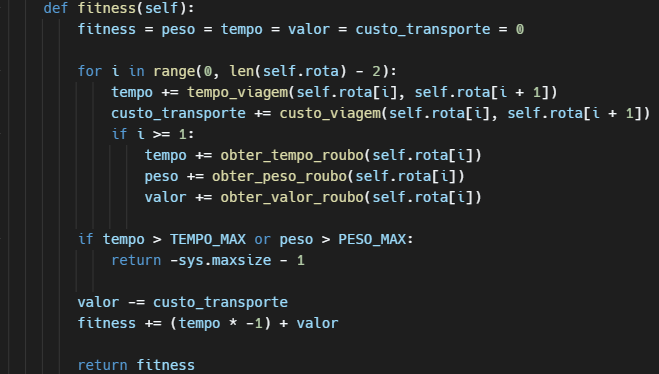 def fitness(self):
fitness = peso = tempo = valor = custo_transporte = 0
for i in range(0, len(self.rota) - 2):
tempo += tempo_viagem(self.rota[i], self.rota[i + 1])
custo_transporte += custo_viagem(self.rota[i], self.rota[i + 1])
if i >= 1:
tempo += obter_tempo_roubo(self.rota[i])
peso += obter_peso_roubo(self.rota[i])
valor += obter_valor_roubo(self.rota[i])
if tempo > TEMPO_MAX or peso > PESO_MAX:
return -sys.maxsize - 1
valor -= custo_transporte
fitness += (tempo * -1) + valor
return fitness